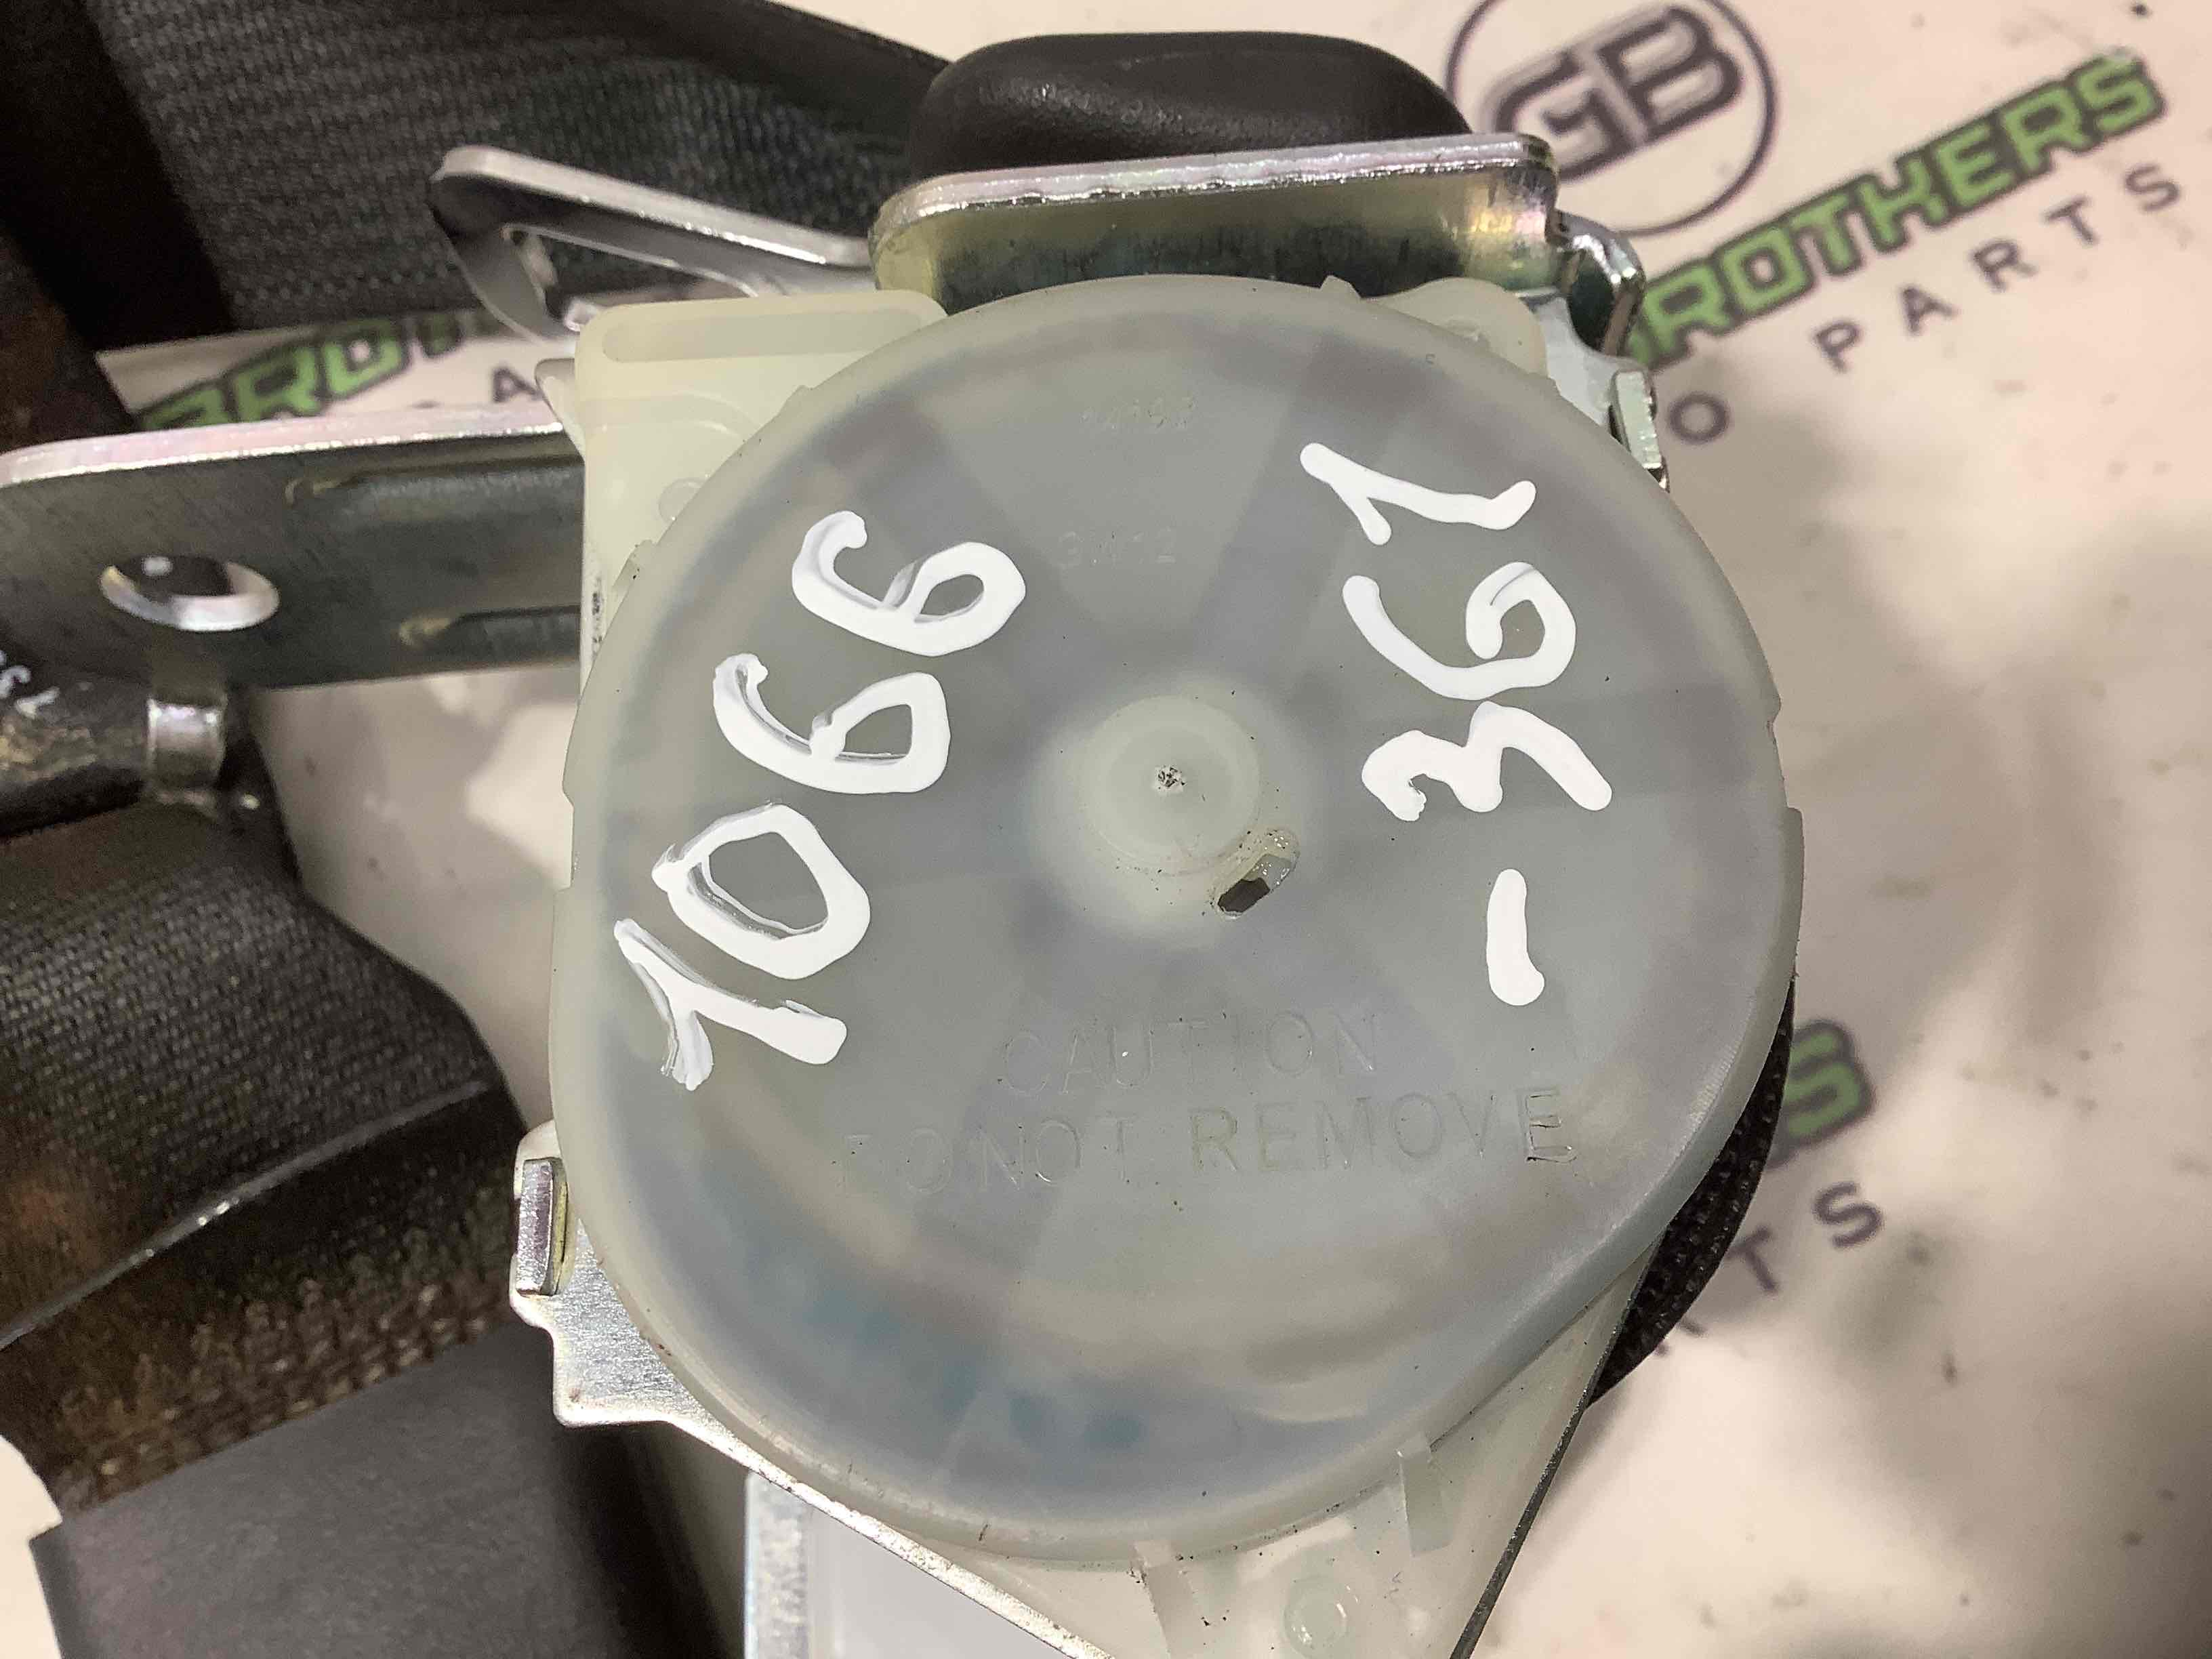 GB
BROTHERS
PARTS
1066
-361
CAUTION
DO NOT REMOVE